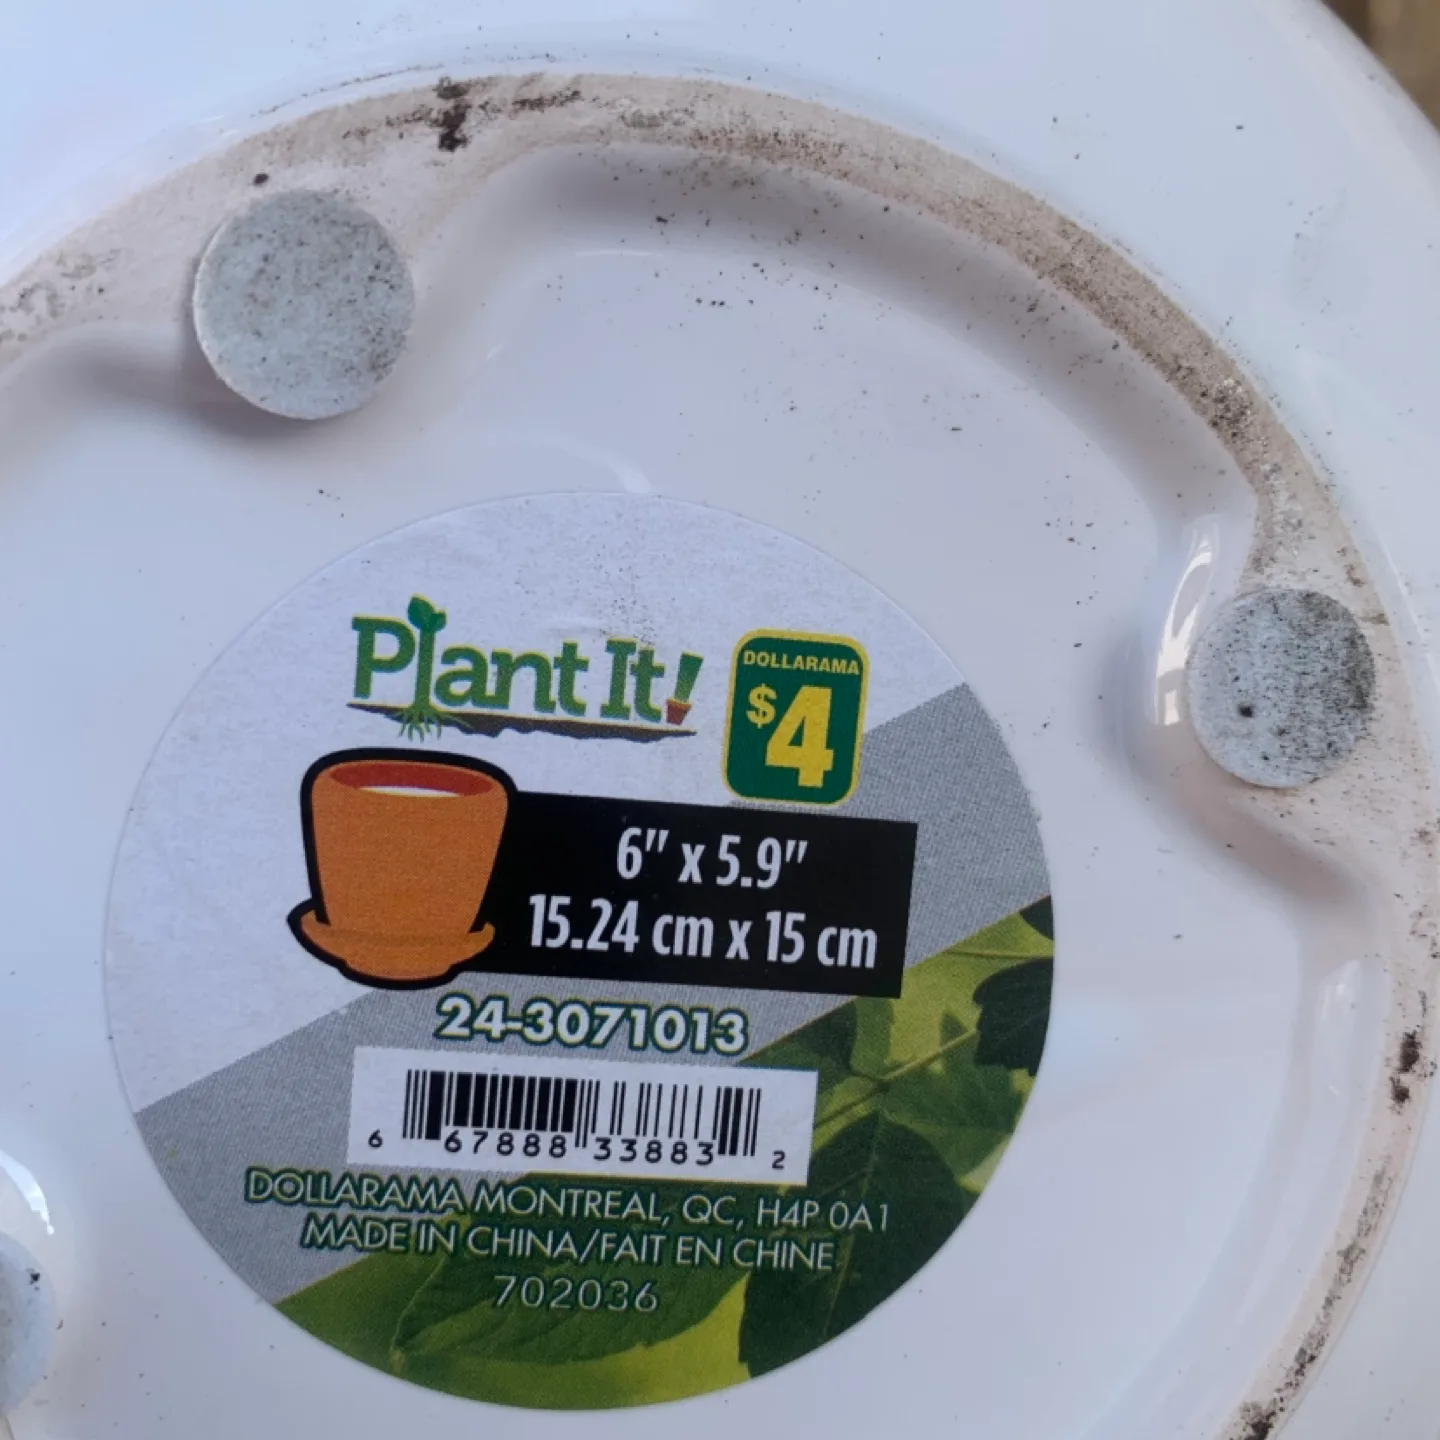 Plant It!
DOLLARAMA
$4
6" x 5.9"
15.24 cm x 15 cm
24-3071013
6 67888 33883 2
DOLLARAMA MONTREAL, QC, H4P 0A1
MADE IN CHINA/FAIT EN CHINE
702036